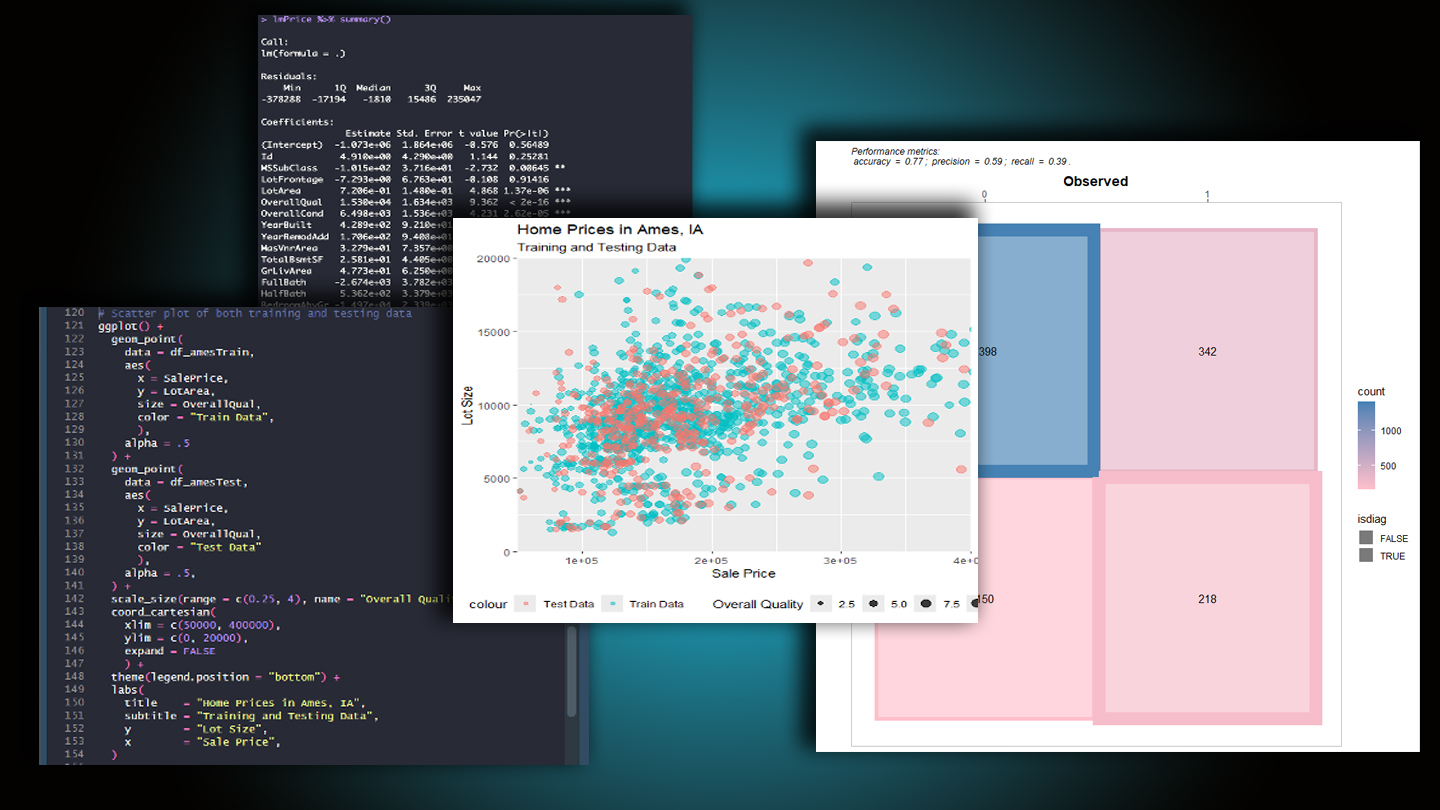 > lmPrice %>% summary()
Call:
lm(formula = .)
Residuals:
Min 1Q Median 3Q Max
-378288 -17194 -1810 15486 235047
Coefficients:
Estimate Std. Error t value Pr(>|t|)
(Intercept) -1.073e+06 1.864e+06 -0.576 0.56489
Id 4.910e+00 4.290e+00 1.144 0.25281
MSSubClass -1.015e+02 3.716e+01 -2.732 0.00645 **
LotFrontage -7.293e+00 6.763e+01 -0.108 0.91416
LotArea 7.206e-01 1.480e-01 4.868 1.37e-06 ***
OverallQual 1.530e+04 1.634e+03 9.362 < 2e-16 ***
OverallCond 6.498e+03 1.536e+03 4.231 2.62e-05 ***
YearBuilt 4.289e+02 9.210e
YearRemodAdd 1.706e+02 9.408e
MasVnrArea 3.279e+01 7.357e
TotalBsmtSF 2.581e+01 4.405e
GrLivArea 4.773e+01 6.250e
FullBath -2.674e+03 3.782e
HalfBath 5.362e+02 3.379e
120 # Scatter plot of both training and testing data
121 ggplot() +
122 geom_point(
123 data = df_amesTrain,
124 aes(
125 x = SalePrice,
126 y = LotArea,
127 size = OverallQual,
128 color = "Train Data",
129 ),
130 alpha = .5
131 ) +
132 geom_point(
133 data = df_amesTest,
134 aes(
135 x = SalePrice,
136 y = LotArea,
137 size = OverallQual,
138 color = "Test Data"
139 ),
140 alpha = .5,
141 ) +
142 scale_size(range = c(0.25, 4), name = "Overall Quali
143 coord_cartesian(
144 xlim = c(50000, 400000),
145 ylim = c(0, 20000),
146 expand = FALSE
147 ) +
148 theme(legend.position = "bottom") +
149 labs(
150 title = "Home Prices in Ames, IA",
151 subtitle = "Training and Testing Data",
152 y = "Lot Size",
153 x = "Sale Price",
154 )
Home Prices in Ames, IA
Training and Testing Data
20000
15000
10000
5000
0
Lot Size
1e+05 2e+05 3e+05 4e+0
Sale Price
colour Test Data Train Data Overall Quality 2.5 5.0 7.5
Performance metrics:
accuracy = 0.77 ; precision = 0.59 ; recall = 0.39 .
Observed
0 1
398 342
150 218
count
1000
500
isdiag
FALSE
TRUE